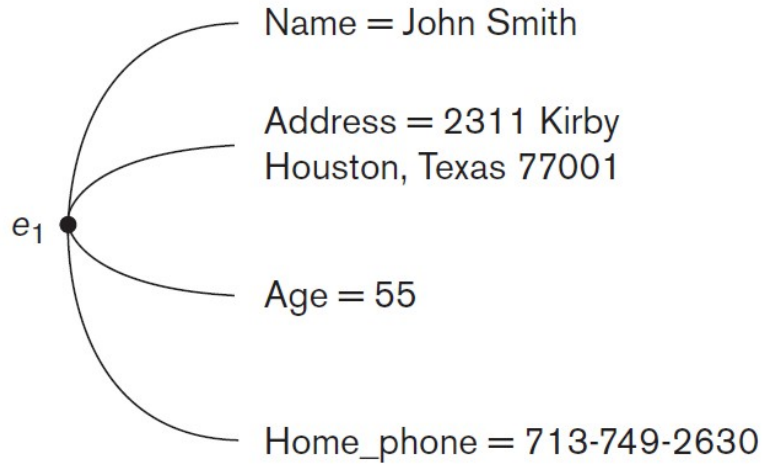 Name = John Smith
Address = 2311 Kirby
Houston, Texas 77001
e₁
Age = 55
Home_phone = 713-749-2630